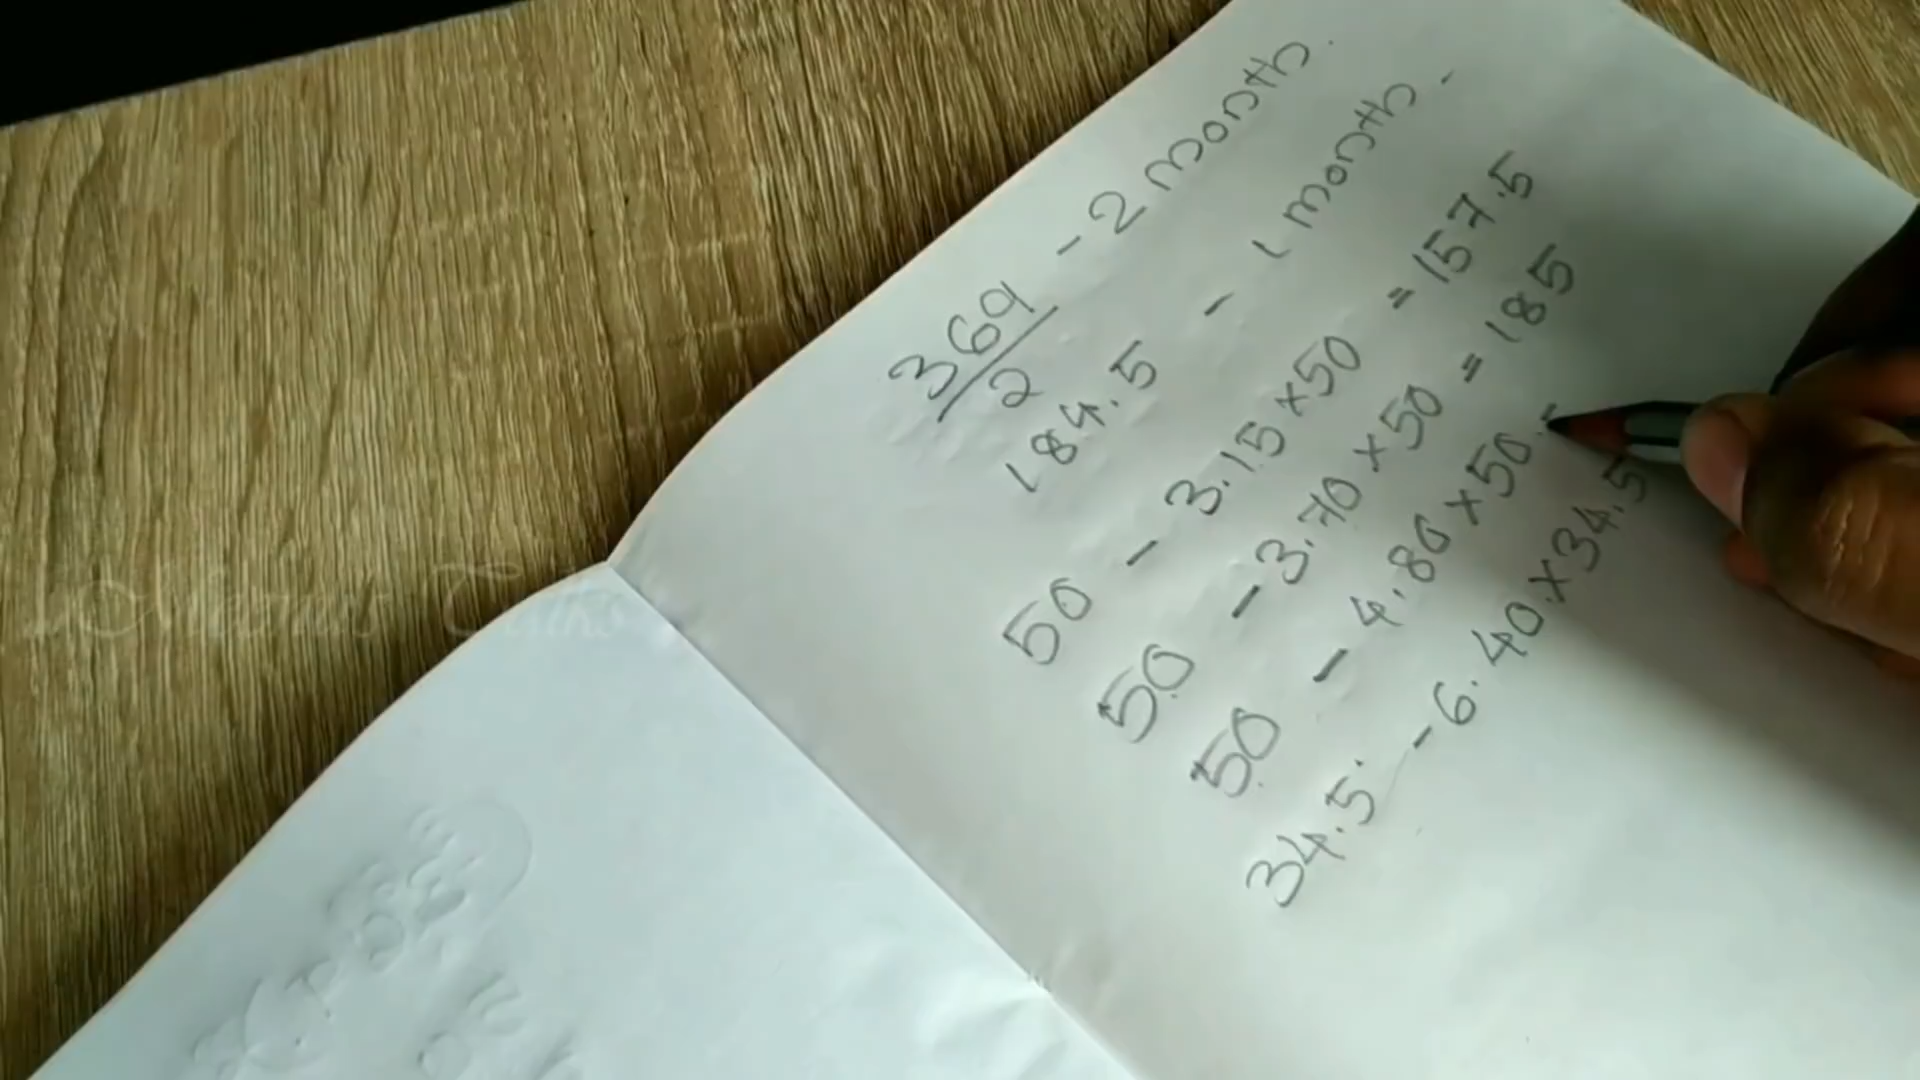 369 - 2 month.
2
184.5 - 1 month -
50 - 3.15 x 50 = 157.5
50 - 3.70 x 50 = 185
50 - 4.80 x 50 -
34.5 - 6.40 x 34.5